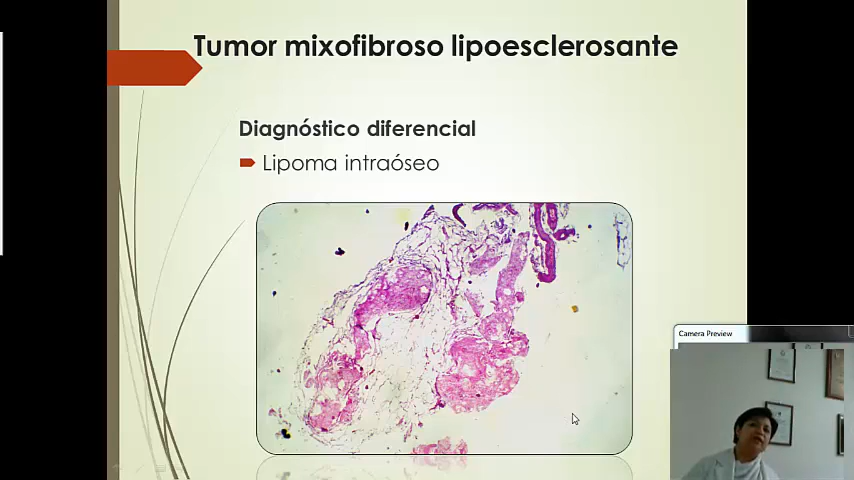 Tumor mixofibroso lipoesclerosante
Diagnóstico diferencial
Lipoma intraóseo
Camera Preview